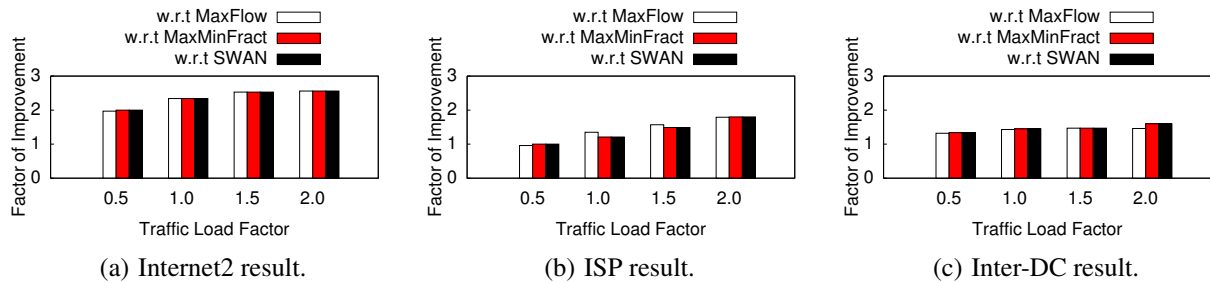 w.r.t MaxFlow
w.r.t MaxMinFract
w.r.t SWAN
Factor of Improvement
3
2
1
0
0.5 1.0 1.5 2.0
Traffic Load Factor
(a) Internet2 result.
w.r.t MaxFlow
w.r.t MaxMinFract
w.r.t SWAN
Factor of Improvement
3
2
1
0
0.5 1.0 1.5 2.0
Traffic Load Factor
(b) ISP result.
w.r.t MaxFlow
w.r.t MaxMinFract
w.r.t SWAN
Factor of Improvement
3
2
1
0
0.5 1.0 1.5 2.0
Traffic Load Factor
(c) Inter-DC result.